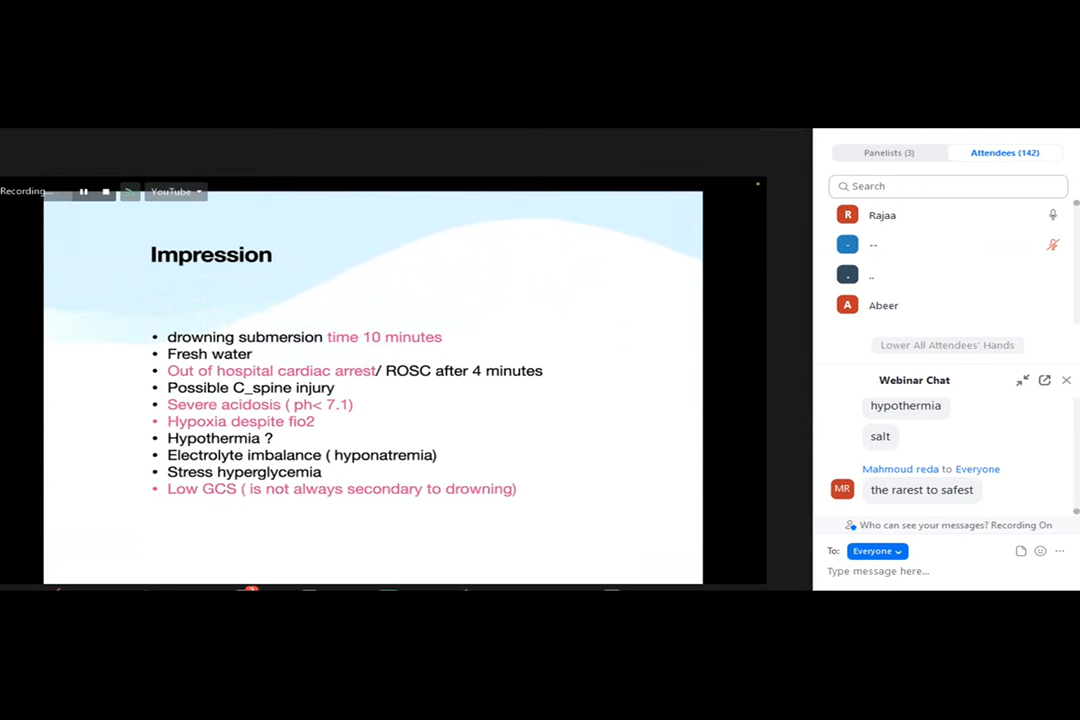 Recording...
YouTube
Impression
• drowning submersion time 10 minutes
• Fresh water
• Out of hospital cardiac arrest/ ROSC after 4 minutes
• Possible C_spine injury
• Severe acidosis ( ph< 7.1)
• Hypoxia despite fio2
• Hypothermia ?
• Electrolyte imbalance ( hyponatremia)
• Stress hyperglycemia
• Low GCS ( is not always secondary to drowning)
Panelists (3)
Attendees (142)
Search
R Rajaa
- --
. ..
A Abeer
Lower All Attendees' Hands
Webinar Chat
hypothermia
salt
Mahmoud reda to Everyone
MR the rarest to safest
Who can see your messages? Recording On
To: Everyone
Type message here...